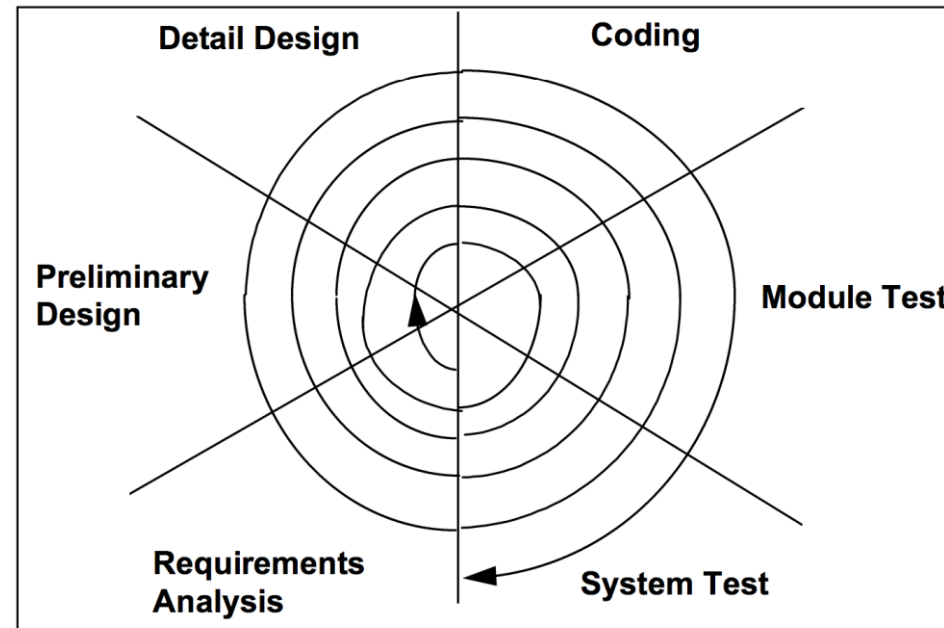 Detail Design
Coding
Preliminary
Design
Module Test
Requirements
Analysis
System Test